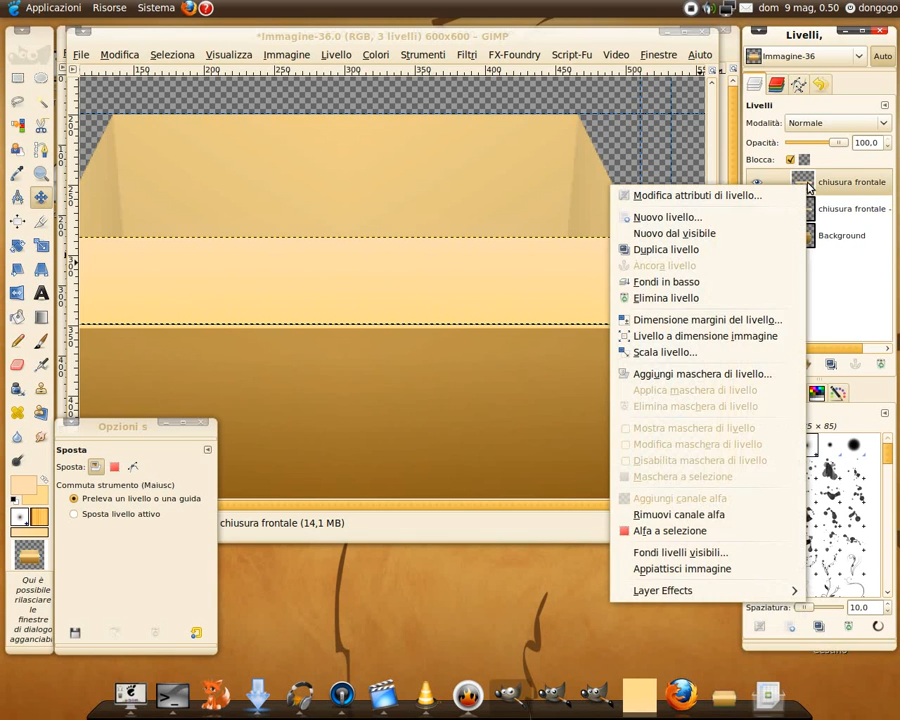 Applicazioni Risorse Sistema
dom 9 mag, 0.50 dongogo
*Immagine-36.0 (RGB, 3 livelli) 600x600 – GIMP
File Modifica Seleziona Visualizza Immagine Livello Colori Strumenti Filtri FX-Foundry Script-Fu Video Finestre Aiuto
150 200 250 300 350 400 450 500
Livelli,
Immagine-36 Auto
Livelli
Modalità: Normale
Opacità: 100,0
Blocca:
chiusura frontale
chiusura frontale -
Background
Modifica attributi di livello...
Nuovo livello...
Nuovo dal visibile
Duplica livello
Àncora livello
Fondi in basso
Elimina livello
Dimensione margini del livello...
Livello a dimensione immagine
Scala livello...
Aggiungi maschera di livello...
Applica maschera di livello
Elimina maschera di livello
Mostra maschera di livello
Modifica maschera di livello
Disabilita maschera di livello
Maschera a selezione
Aggiungi canale alfa
Rimuovi canale alfa
Alfa a selezione
Fondi livelli visibili...
Appiattisci immagine
Layer Effects
× 85)
Spaziatura: 10,0
Opzioni s
Sposta
Sposta:
Commuta strumento (Maiusc)
Preleva un livello o una guida
Sposta livello attivo
chiusura frontale (14,1 MB)
Qui è
possibile
rilasciare
le
finestre
di dialogo
agganciabi